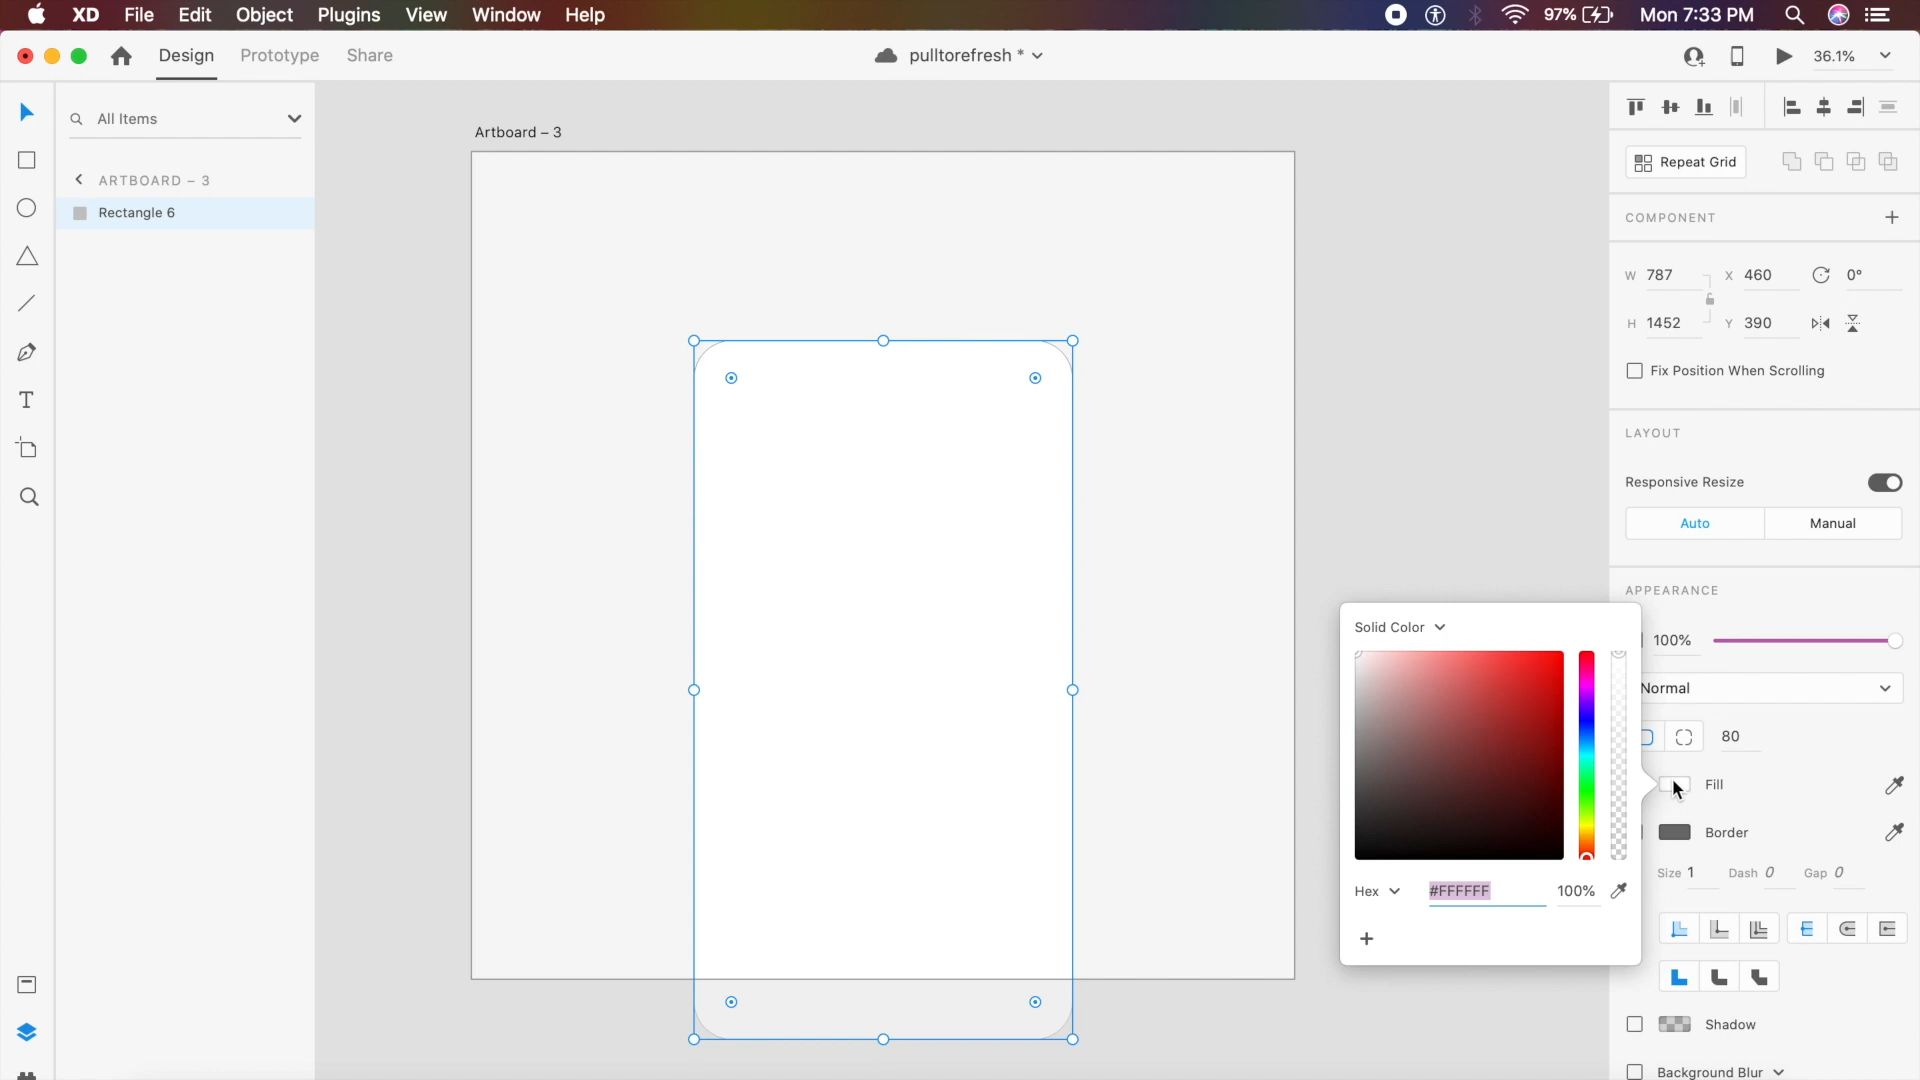 XD File Edit Object Plugins View Window Help 97% Mon 7:33 PM
Design Prototype Share pulltorefresh * 36.1%
All Items
ARTBOARD – 3
Rectangle 6
Artboard – 3
Repeat Grid
COMPONENT
W 787 X 460 0°
H 1452 Y 390
Fix Position When Scrolling
LAYOUT
Responsive Resize
Auto Manual
APPEARANCE
100%
Normal
80
Fill
Border
Size 1 Dash 0 Gap 0
Shadow
Background Blur
Solid Color
Hex #FFFFFF 100%